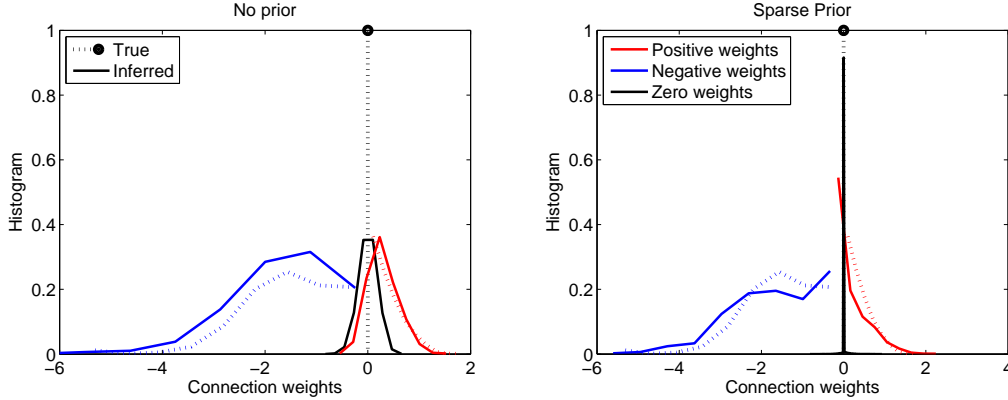 No prior
Sparse Prior
True
Inferred
Positive weights
Negative weights
Zero weights
Histogram
1
0.8
0.6
0.4
0.2
0
-6
-4
-2
0
2
Connection weights
Histogram
1
0.8
0.6
0.4
0.2
0
-6
-4
-2
0
2
4
Connection weights